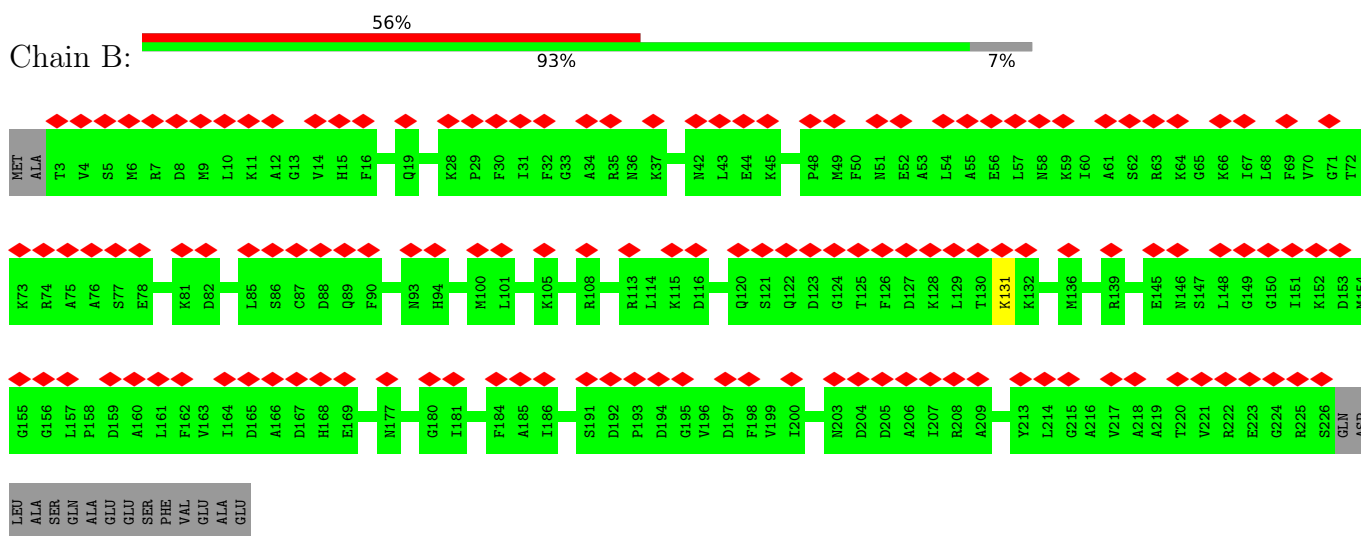 56%
Chain B:
93% 7%
MET ALA T3 V4 S5 M6 R7 D8 M9 L10 K11 A12 G13 V14 H15 F16 Q19 K28 P29 F30 I31 F32 G33 A34 R35 N36 K37 N42 L43 E44 K45 P48 M49 F50 N51 E52 A53 L54 A55 E56 L57 N58 K59 I60 A61 S62 R63 K64 G65 K66 I67 L68 F69 V70 G71 T72
K73 R74 A75 A76 S77 E78 K81 D82 L85 S86 C87 D88 Q89 F90 N93 H94 M100 L101 K105 R108 R113 L114 K115 D116 Q120 S121 Q122 D123 G124 T125 F126 D127 K128 L129 T130 K131 K132 M136 R139 E145 N146 S147 L148 G149 G150 I151 K152 D153 M154
G155 G156 L157 P158 D159 A160 L161 F162 V163 I164 D165 A166 D167 H168 E169 N177 G180 I181 F184 A185 I186 S191 D192 P193 D194 G195 V196 D197 F198 V199 I200 N203 D204 D205 A206 I207 R208 A209 Y213 L214 G215 A216 V217 A218 A219 T220 V221 R222 E223 G224 R225 S226 GLN ASP
LEU ALA SER GLN ALA GLU GLU SER PHE VAL GLU ALA GLU